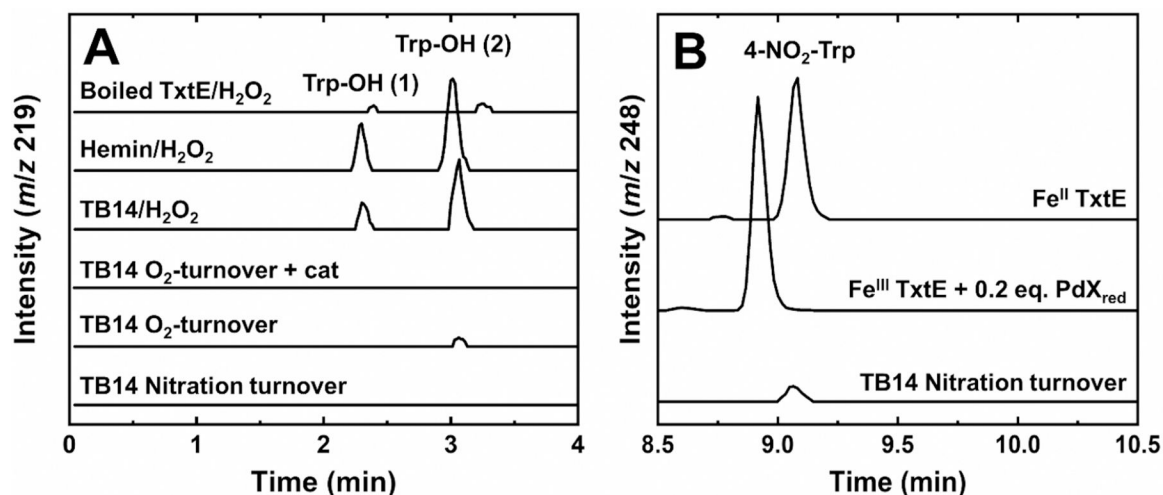 A
Trp-OH (2)
Trp-OH (1)
Boiled TxtE/H₂O₂
Hemin/H₂O₂
TB14/H₂O₂
TB14 O₂-turnover + cat
TB14 O₂-turnover
TB14 Nitration turnover
Intensity (m/z 219)
0 1 2 3 4
Time (min)
B
4-NO₂-Trp
Feᴵᴵ TxtE
Feᴵᴵᴵ TxtE + 0.2 eq. PdX_red
TB14 Nitration turnover
Intensity (m/z 248)
8.5 9.0 9.5 10.0 10.5
Time (min)